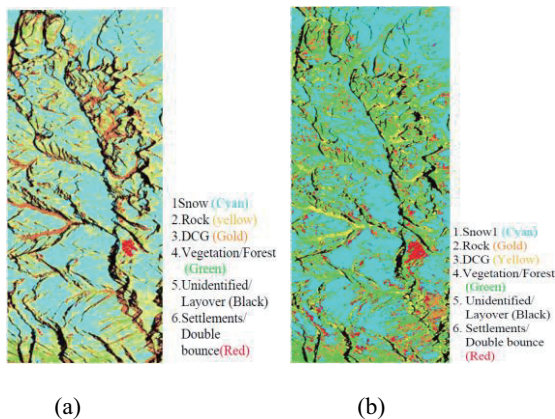 1Snow (Cyan)
2.Rock (yellow)
3.DCG (Gold)
4.Vegetation/Forest
(Green)
5.Unidentified/
Layover (Black)
6.Settlements/
Double
bounce(Red)
(a)
1.Snow1 (Cyan)
2.Rock (Gold)
3.DCG (Yellow)
4.Vegetation/Forest
(Green)
5. Unidentified/
Layover (Black)
6. Settlements/
Double bounce
(Red)
(b)